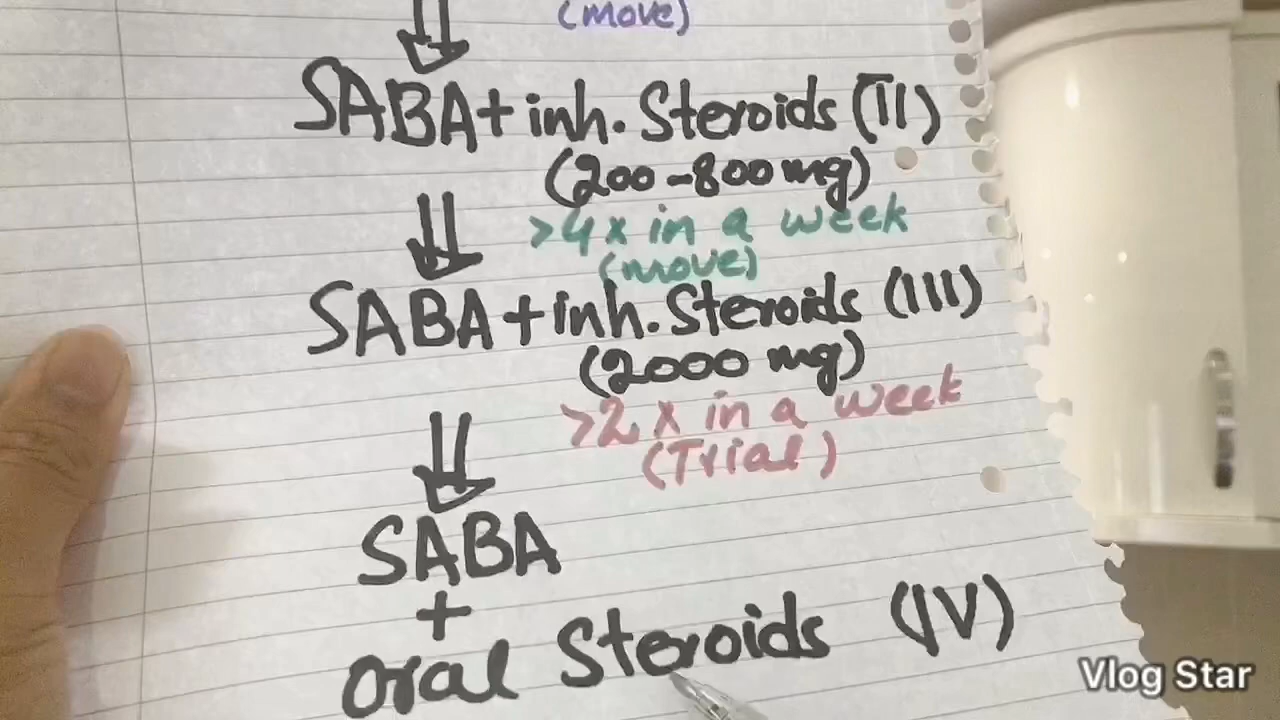 (move)
SABA + inh. Steroids (II)
(200-800 mg)
>4x in a week
(move)
SABA + inh. Steroids (III)
(2000 mg)
>2x in a week
(Trial)
SABA
+
oral Steroids (IV)
Vlog Star